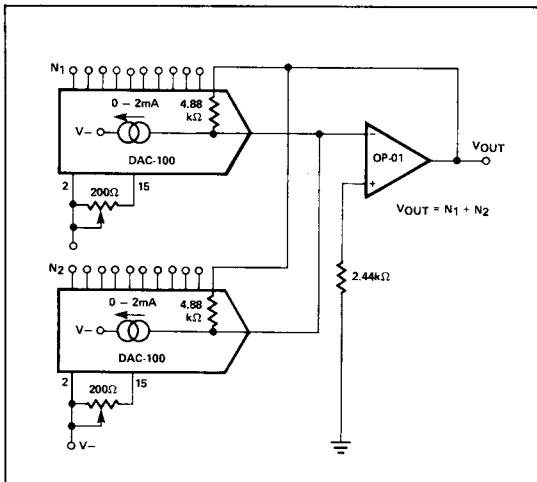 N1
0 – 2mA
4.88
kΩ
V–
DAC-100
2
200Ω
15
N2
0 – 2mA
4.88
kΩ
V–
DAC-100
2
200Ω
15
V–
–
OP-01
+
VOUT
VOUT = N1 + N2
2.44kΩ